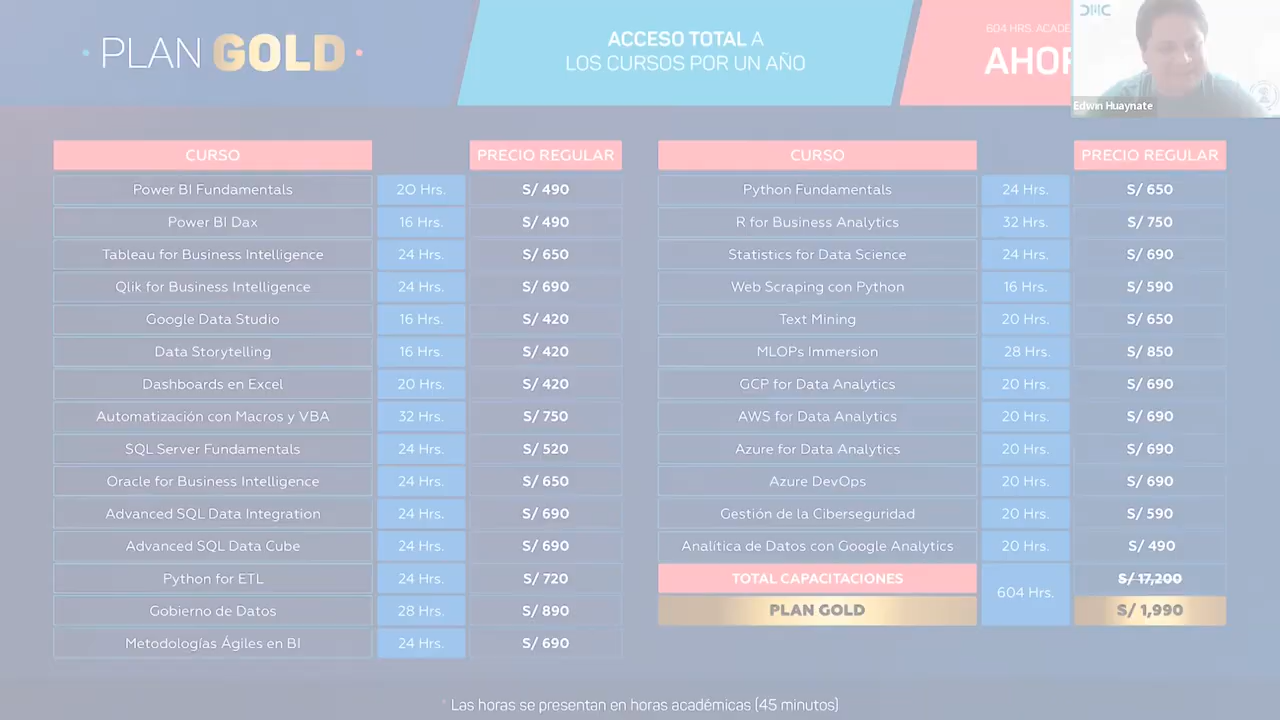 PLAN GOLD
ACCESO TOTAL A
LOS CURSOS POR UN AÑO
604 HRS.
DMC
Edwin Huaynate
CURSO PRECIO REGULAR
Power BI Fundamentals 20 Hrs. S/ 490
Power BI Dax 16 Hrs. S/ 490
Tableau for Business Intelligence 24 Hrs. S/ 650
Qlik for Business Intelligence 24 Hrs. S/ 690
Google Data Studio 16 Hrs. S/ 420
Data Storytelling 16 Hrs. S/ 420
Dashboards en Excel 20 Hrs. S/ 420
Automatización con Macros y VBA 32 Hrs. S/ 750
SQL Server Fundamentals 24 Hrs. S/ 520
Oracle for Business Intelligence 24 Hrs. S/ 650
Advanced SQL Data Integration 24 Hrs. S/ 690
Advanced SQL Data Cube 24 Hrs. S/ 690
Python for ETL 24 Hrs. S/ 720
Gobierno de Datos 28 Hrs. S/ 890
Metodologías Ágiles en BI 24 Hrs. S/ 690
CURSO PRECIO REGULAR
Python Fundamentals 24 Hrs. S/ 650
R for Business Analytics 32 Hrs. S/ 750
Statistics for Data Science 24 Hrs. S/ 690
Web Scraping con Python 16 Hrs. S/ 590
Text Mining 20 Hrs. S/ 650
MLOPs Immersion 28 Hrs. S/ 850
GCP for Data Analytics 20 Hrs. S/ 690
AWS for Data Analytics 20 Hrs. S/ 690
Azure for Data Analytics 20 Hrs. S/ 690
Azure DevOps 20 Hrs. S/ 690
Gestión de la Ciberseguridad 20 Hrs. S/ 590
Analítica de Datos con Google Analytics 20 Hrs. S/ 490
TOTAL CAPACITACIONES S/ 17,200
604 Hrs.
PLAN GOLD S/ 1,990
* Las horas se presentan en horas académicas (45 minutos)